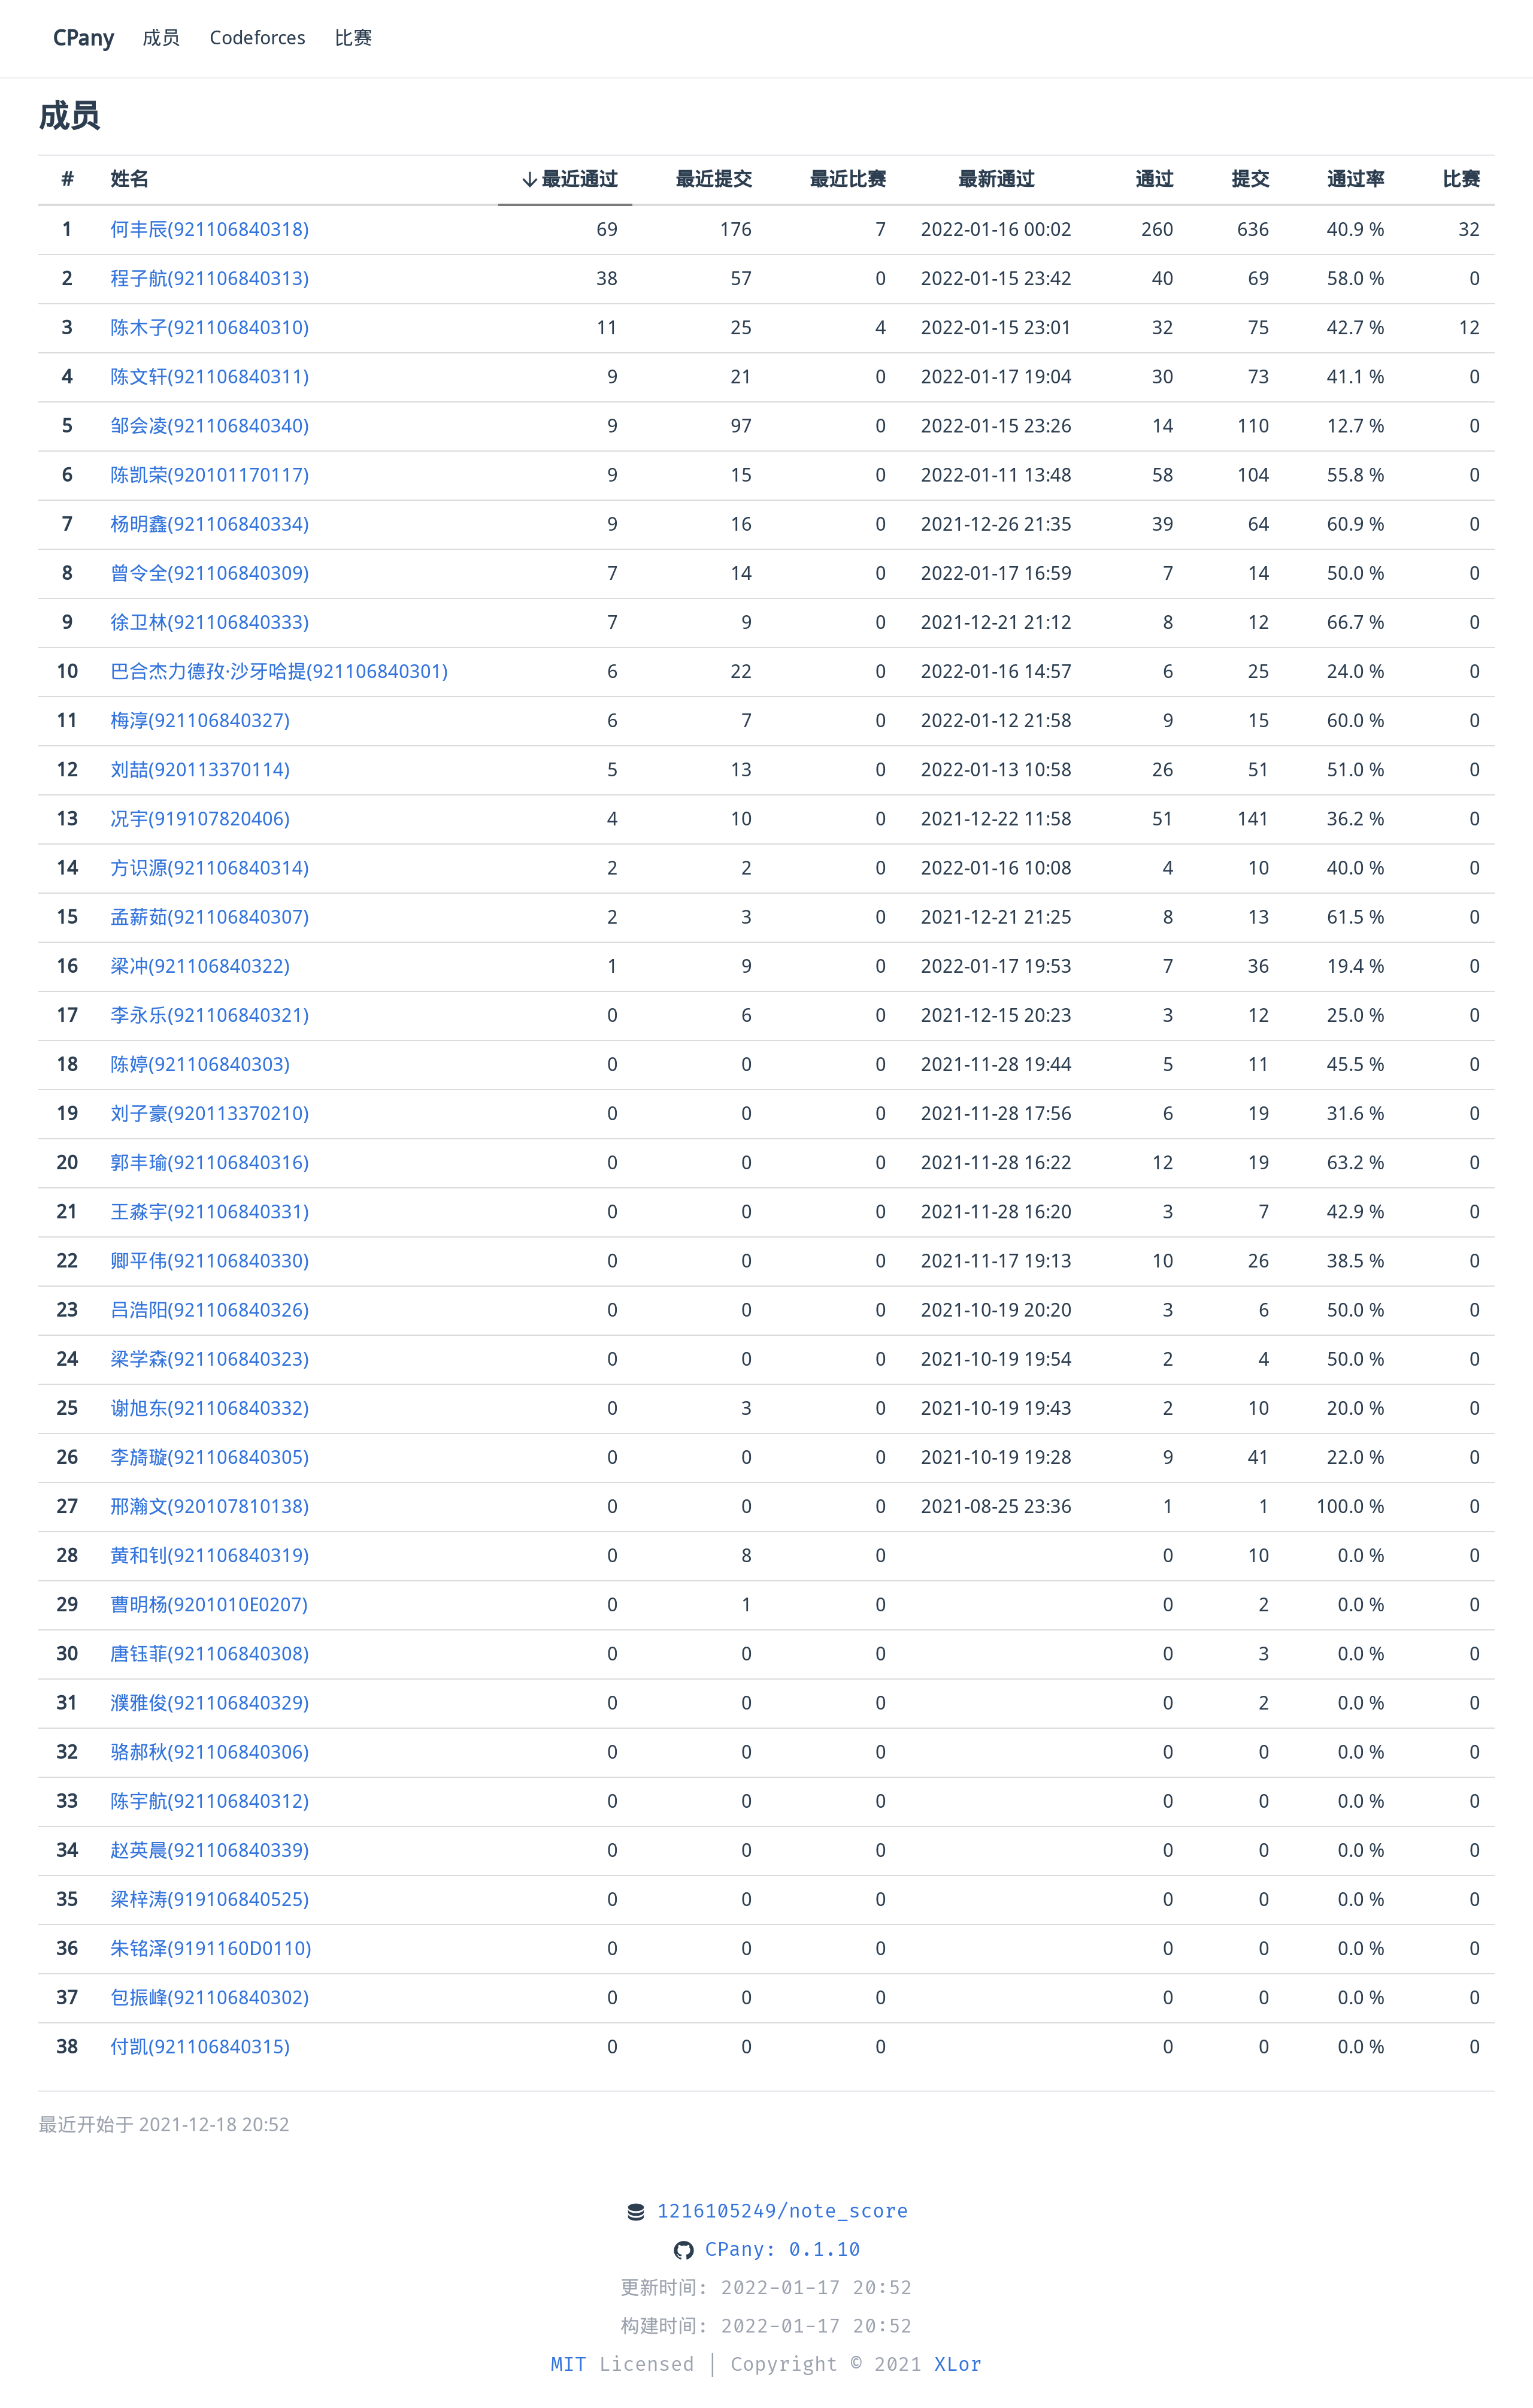 CPany 成员 Codeforces 比赛
成员
# 姓名 ↓最近通过 最近提交 最近比赛 最新通过 通过 提交 通过率 比赛
1 何丰辰(921106840318) 69 176 7 2022-01-16 00:02 260 636 40.9 % 32
2 程子航(921106840313) 38 57 0 2022-01-15 23:42 40 69 58.0 % 0
3 陈木子(921106840310) 11 25 4 2022-01-15 23:01 32 75 42.7 % 12
4 陈文轩(921106840311) 9 21 0 2022-01-17 19:04 30 73 41.1 % 0
5 邹会凌(921106840340) 9 97 0 2022-01-15 23:26 14 110 12.7 % 0
6 陈凯荣(920101170117) 9 15 0 2022-01-11 13:48 58 104 55.8 % 0
7 杨明鑫(921106840334) 9 16 0 2021-12-26 21:35 39 64 60.9 % 0
8 曾令全(921106840309) 7 14 0 2022-01-17 16:59 7 14 50.0 % 0
9 徐卫林(921106840333) 7 9 0 2021-12-21 21:12 8 12 66.7 % 0
10 巴合杰力德孜·沙牙哈提(921106840301) 6 22 0 2022-01-16 14:57 6 25 24.0 % 0
11 梅淳(921106840327) 6 7 0 2022-01-12 21:58 9 15 60.0 % 0
12 刘喆(920113370114) 5 13 0 2022-01-13 10:58 26 51 51.0 % 0
13 况宇(919107820406) 4 10 0 2021-12-22 11:58 51 141 36.2 % 0
14 方识源(921106840314) 2 2 0 2022-01-16 10:08 4 10 40.0 % 0
15 孟薪茹(921106840307) 2 3 0 2021-12-21 21:25 8 13 61.5 % 0
16 梁冲(921106840322) 1 9 0 2022-01-17 19:53 7 36 19.4 % 0
17 李永乐(921106840321) 0 6 0 2021-12-15 20:23 3 12 25.0 % 0
18 陈婷(921106840303) 0 0 0 2021-11-28 19:44 5 11 45.5 % 0
19 刘子豪(920113370210) 0 0 0 2021-11-28 17:56 6 19 31.6 % 0
20 郭丰瑜(921106840316) 0 0 0 2021-11-28 16:22 12 19 63.2 % 0
21 王淼宇(921106840331) 0 0 0 2021-11-28 16:20 3 7 42.9 % 0
22 卿平伟(921106840330) 0 0 0 2021-11-17 19:13 10 26 38.5 % 0
23 吕浩阳(921106840326) 0 0 0 2021-10-19 20:20 3 6 50.0 % 0
24 梁学森(921106840323) 0 0 0 2021-10-19 19:54 2 4 50.0 % 0
25 谢旭东(921106840332) 0 3 0 2021-10-19 19:43 2 10 20.0 % 0
26 李旖璇(921106840305) 0 0 0 2021-10-19 19:28 9 41 22.0 % 0
27 邢瀚文(920107810138) 0 0 0 2021-08-25 23:36 1 1 100.0 % 0
28 黄和钊(921106840319) 0 8 0 0 10 0.0 % 0
29 曹明杨(9201010E0207) 0 1 0 0 2 0.0 % 0
30 唐钰菲(921106840308) 0 0 0 0 3 0.0 % 0
31 濮雅俊(921106840329) 0 0 0 0 2 0.0 % 0
32 骆郝秋(921106840306) 0 0 0 0 0 0.0 % 0
33 陈宇航(921106840312) 0 0 0 0 0 0.0 % 0
34 赵英晨(921106840339) 0 0 0 0 0 0.0 % 0
35 梁梓涛(919106840525) 0 0 0 0 0 0.0 % 0
36 朱铭泽(9191160D0110) 0 0 0 0 0 0.0 % 0
37 包振峰(921106840302) 0 0 0 0 0 0.0 % 0
38 付凯(921106840315) 0 0 0 0 0 0.0 % 0
最近开始于 2021-12-18 20:52
1216105249/note_score
CPany: 0.1.10
更新时间: 2022-01-17 20:52
构建时间: 2022-01-17 20:52
MIT Licensed | Copyright © 2021 XLor